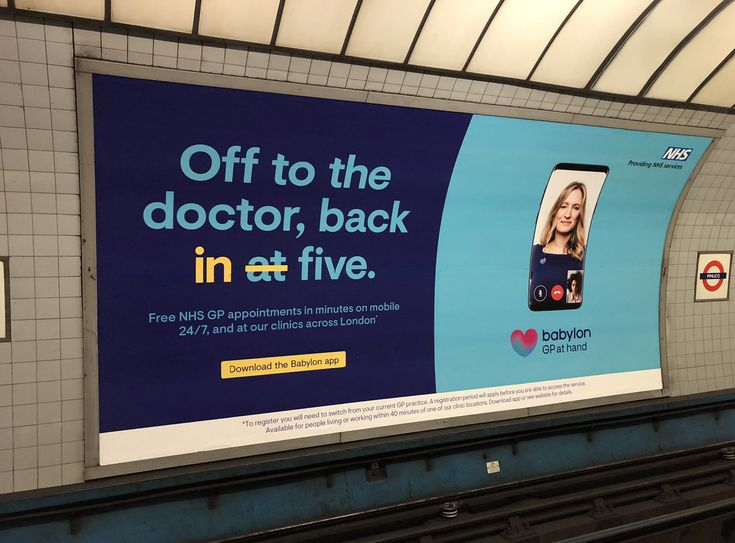 Off to the
doctor, back
in at five.
Free NHS GP appointments in minutes on mobile
24/7, and at our clinics across London*
Download the Babylon app
NHS
Providing NHS services
babylon
GP at hand
*To register you will need to switch from your current GP practice. A registration period will apply before you are able to access the service.
Available for people living or working within 40 minutes of one of our clinic locations. Download app or see website for details.
PIMLICO